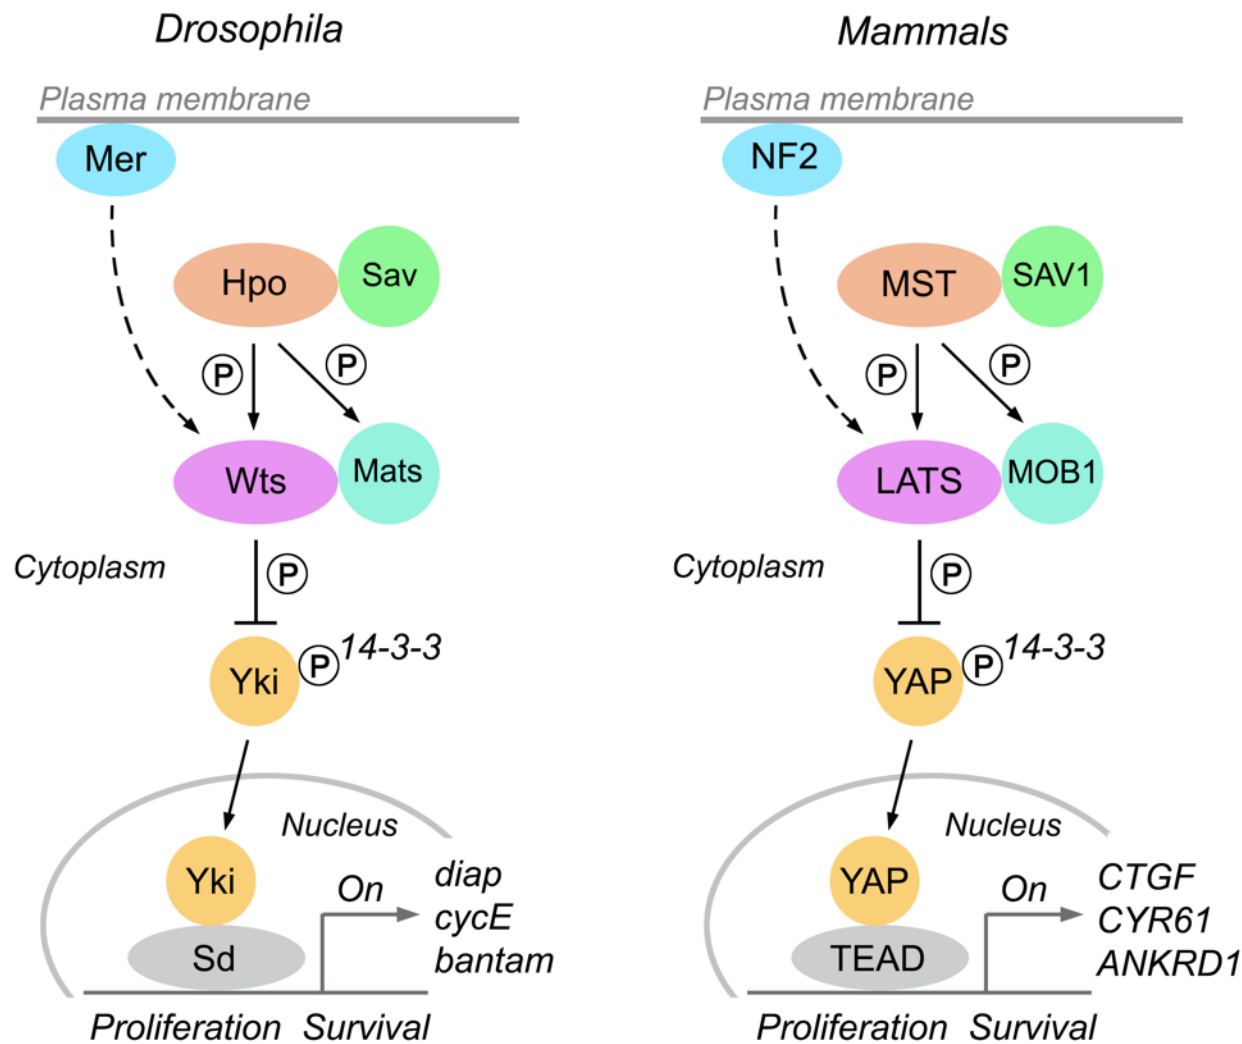 Drosophila
Plasma membrane
Mer
Hpo
Sav
P
P
Wts
Mats
Cytoplasm
P
14-3-3
Yki
P
Nucleus
Yki
On
diap
cycE
bantam
Sd
Proliferation Survival
Mammals
Plasma membrane
NF2
MST
SAV1
P
P
LATS
MOB1
Cytoplasm
P
14-3-3
YAP
P
Nucleus
YAP
On
CTGF
CYR61
ANKRD1
TEAD
Proliferation Survival